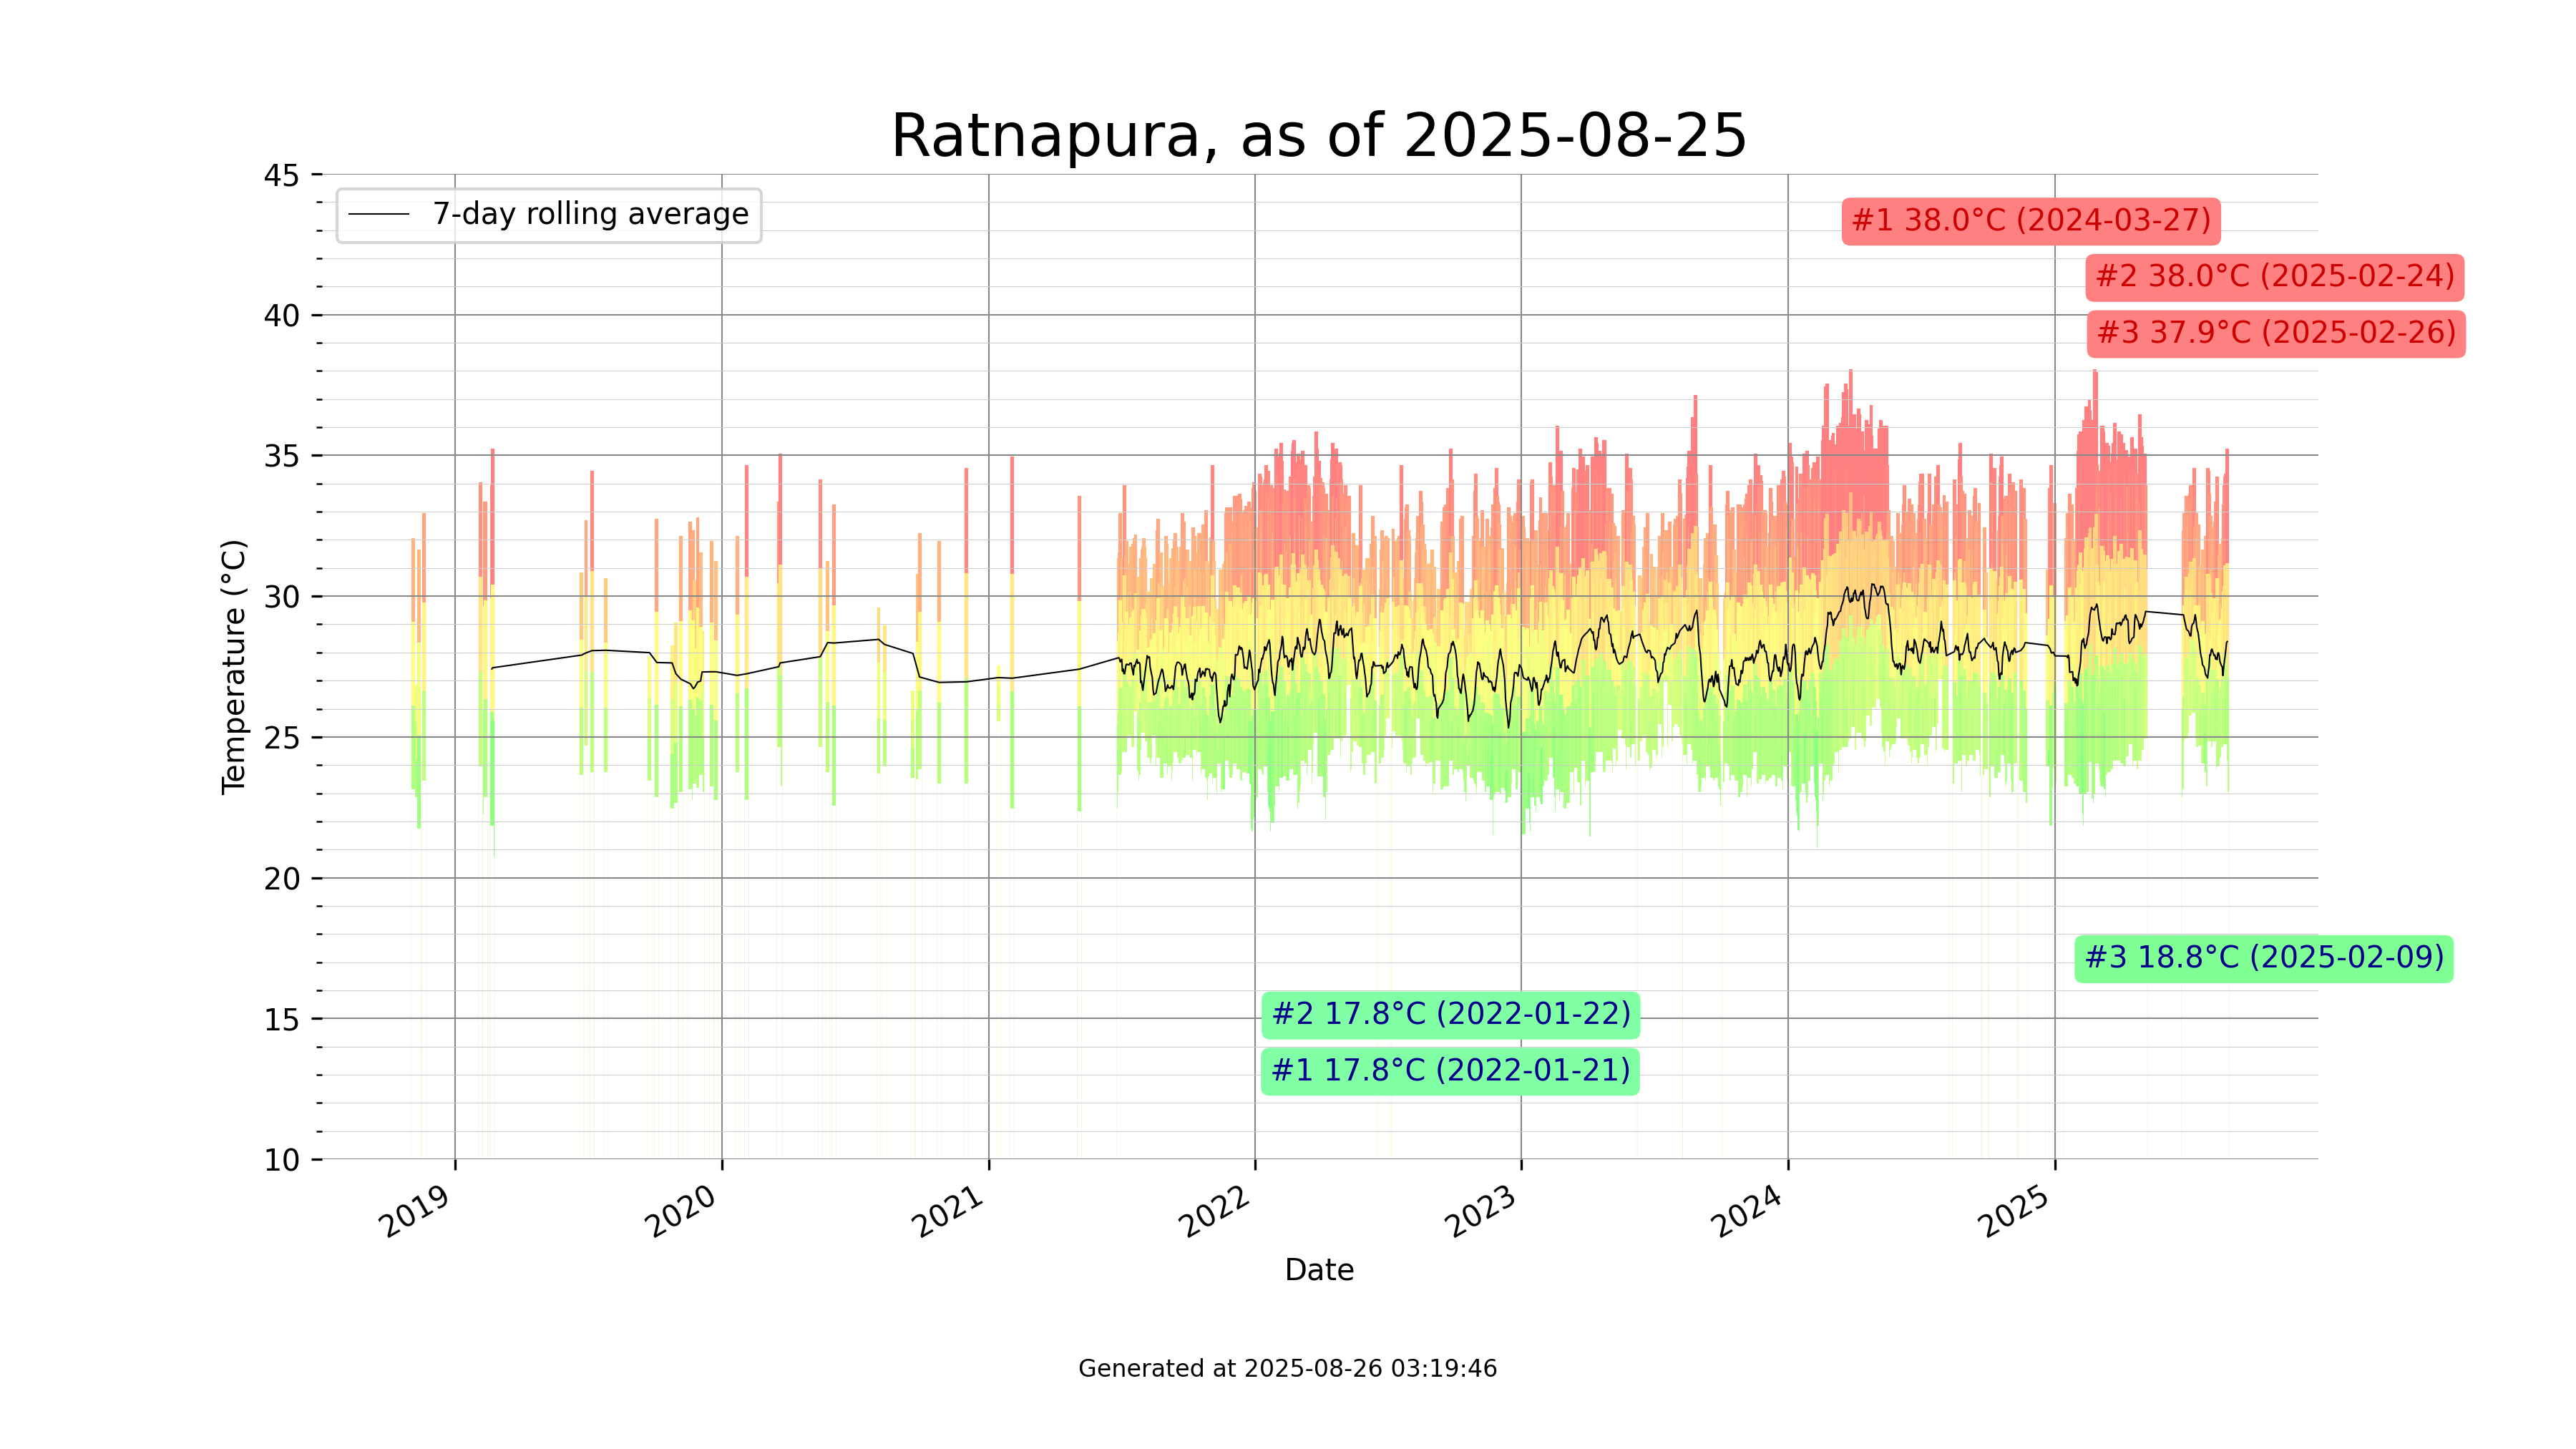 Ratnapura, as of 2025-08-25
45
40
35
30
25
20
15
10
Temperature (°C)
7-day rolling average
#1 38.0°C (2024-03-27)
#2 38.0°C (2025-02-24)
#3 37.9°C (2025-02-26)
#3 18.8°C (2025-02-09)
#2 17.8°C (2022-01-22)
#1 17.8°C (2022-01-21)
2019
2020
2021
2022
2023
2024
2025
Date
Generated at 2025-08-26 03:19:46